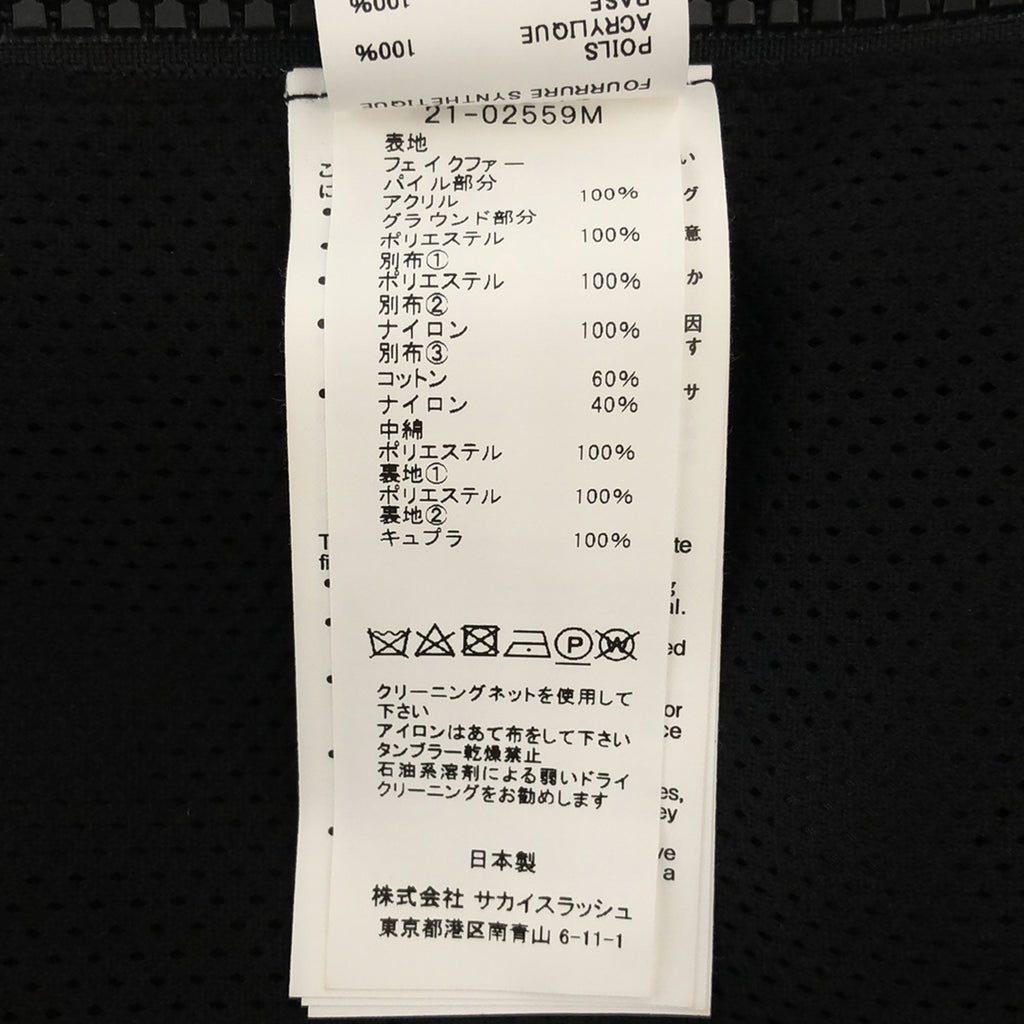 100%
BASE
ACRYLIQUE 100%
POILS
FOURRURE SYNTHETIQUE
21-02559M
表地
フェイクファー
パイル部分
アクリル 100%
グラウンド部分
ポリエステル 100%
別布①
ポリエステル 100%
別布②
ナイロン 100%
別布③
コットン 60%
ナイロン 40%
中綿
ポリエステル 100%
裏地①
ポリエステル 100%
裏地②
キュプラ 100%
P W
クリーニングネットを使用して
下さい
アイロンはあて布をして下さい
タンブラー乾燥禁止
石油系溶剤による弱いドライ
クリーニングをお勧めします
日本製
株式会社 サカイスラッシュ
東京都港区南青山 6-11-1